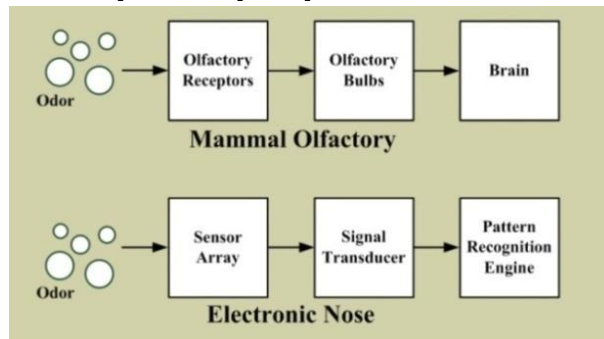 Olfactory
Receptors
Olfactory
Bulbs
Brain
Odor
Mammal Olfactory
Sensor
Array
Signal
Transducer
Pattern
Recognition
Engine
Odor
Electronic Nose